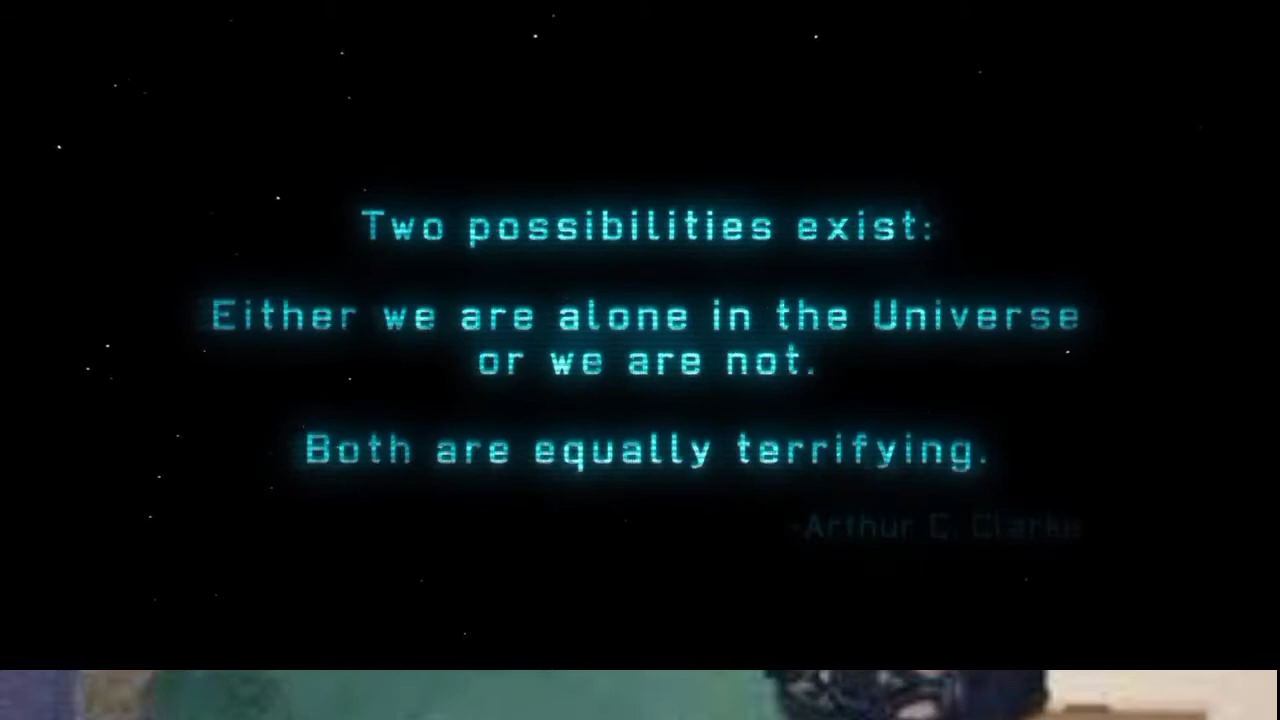 Two possibilities exist:
Either we are alone in the Universe
or we are not.
Both are equally terrifying.
-Arthur C. Clarke